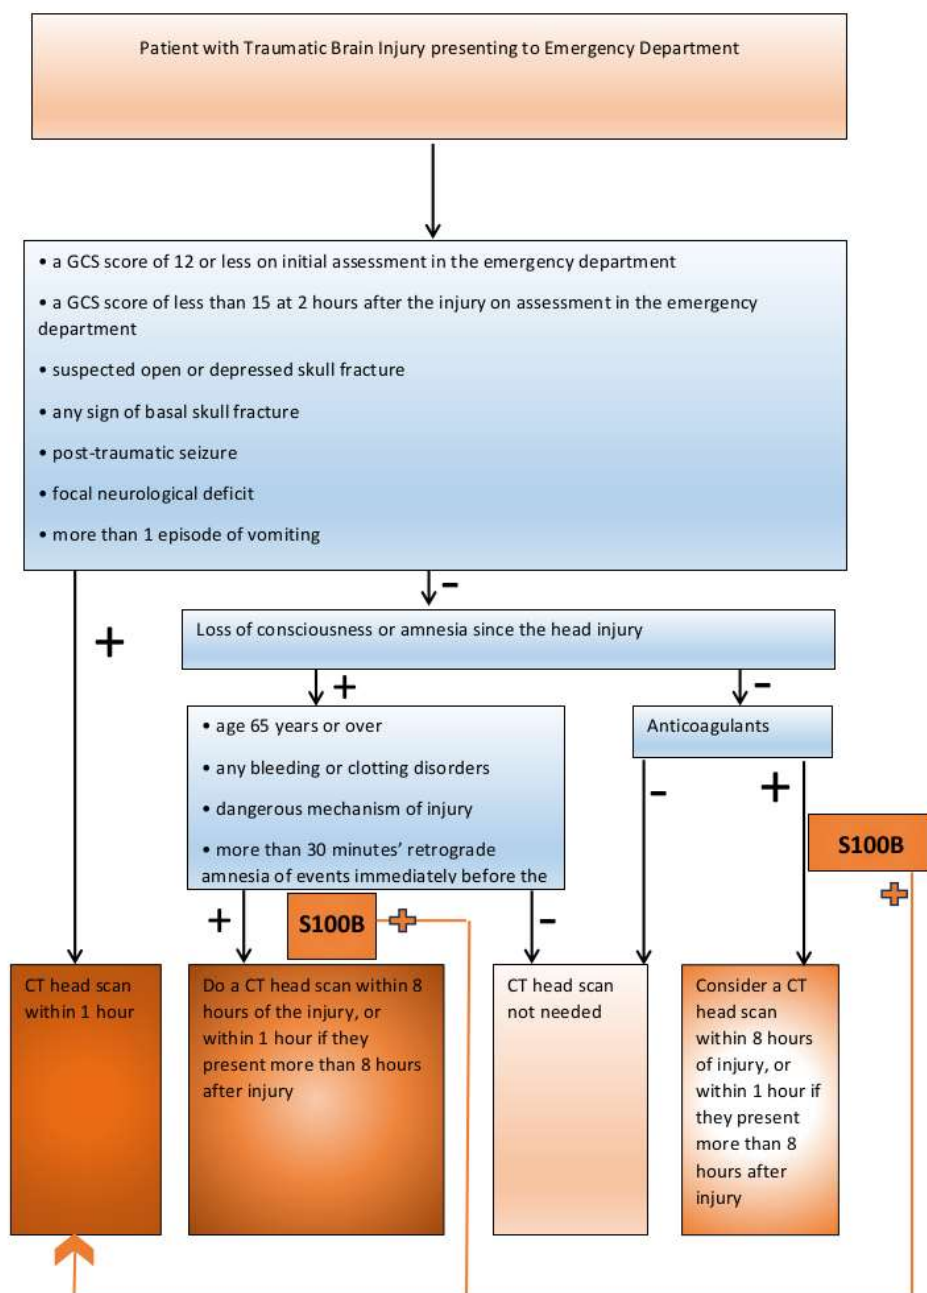 Patient with Traumatic Brain Injury presenting to Emergency Department
• a GCS score of 12 or less on initial assessment in the emergency department
• a GCS score of less than 15 at 2 hours after the injury on assessment in the emergency
department
• suspected open or depressed skull fracture
• any sign of basal skull fracture
• post-traumatic seizure
• focal neurological deficit
• more than 1 episode of vomiting
–
+
Loss of consciousness or amnesia since the head injury
+
–
• age 65 years or over
• any bleeding or clotting disorders
• dangerous mechanism of injury
• more than 30 minutes’ retrograde
amnesia of events immediately before the
Anticoagulants
–
+
S100B
+
S100B
–
CT head scan
within 1 hour
Do a CT head scan within 8
hours of the injury, or
within 1 hour if they
present more than 8 hours
after injury
CT head scan
not needed
Consider a CT
head scan
within 8 hours
of injury, or
within 1 hour if
they present
more than 8
hours after
injury